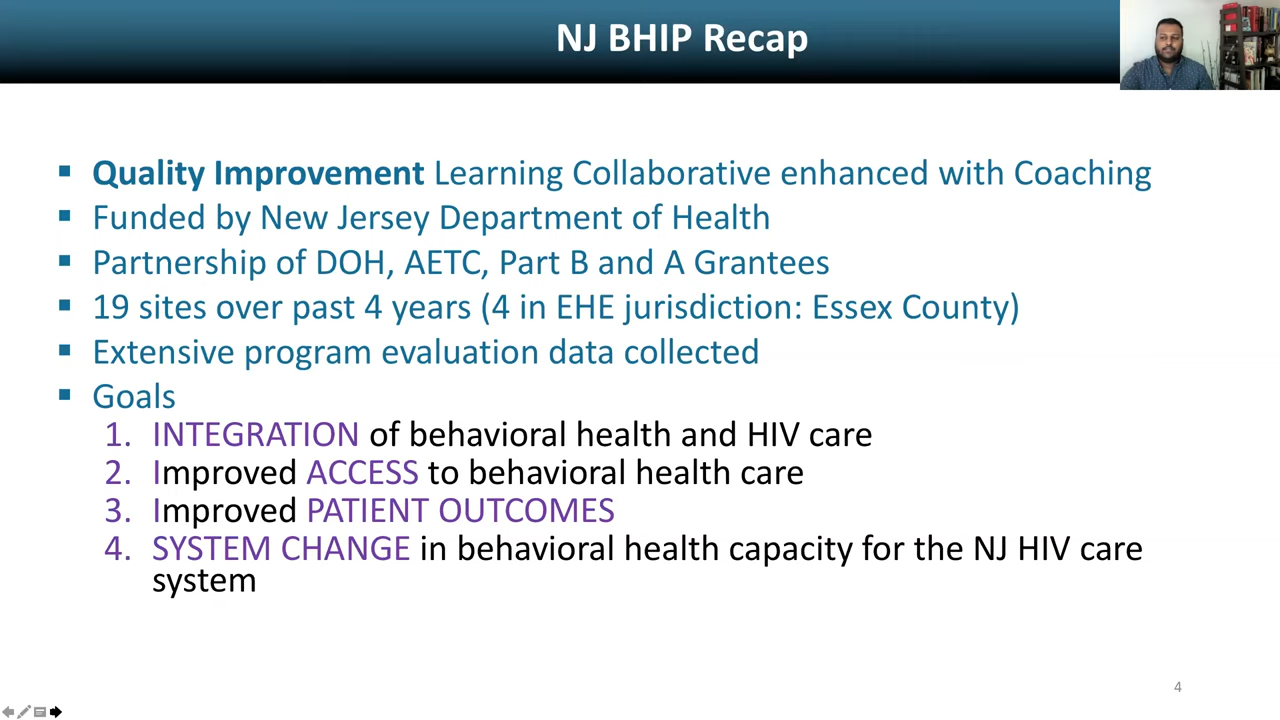 NJ BHIP Recap
▪ Quality Improvement Learning Collaborative enhanced with Coaching
▪ Funded by New Jersey Department of Health
▪ Partnership of DOH, AETC, Part B and A Grantees
▪ 19 sites over past 4 years (4 in EHE jurisdiction: Essex County)
▪ Extensive program evaluation data collected
▪ Goals
1. INTEGRATION of behavioral health and HIV care
2. Improved ACCESS to behavioral health care
3. Improved PATIENT OUTCOMES
4. SYSTEM CHANGE in behavioral health capacity for the NJ HIV care
system
4